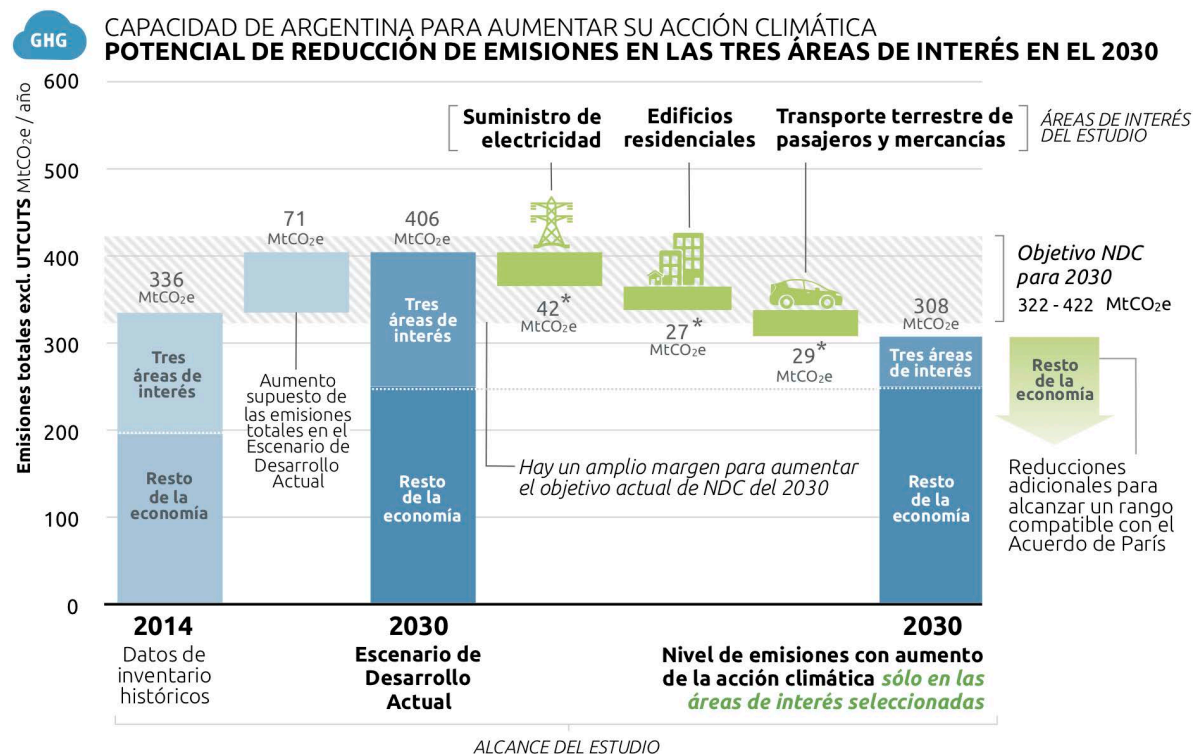 GHG
CAPACIDAD DE ARGENTINA PARA AUMENTAR SU ACCIÓN CLIMÁTICA
POTENCIAL DE REDUCCIÓN DE EMISIONES EN LAS TRES ÁREAS DE INTERÉS EN EL 2030
Emisiones totales excl. UTCUTS MtCO₂e / año
600
500
400
300
200
100
0
Suministro de
electricidad
Edificios
residenciales
Transporte terrestre de
pasajeros y mercancías
ÁREAS DE INTERÉS
DEL ESTUDIO
336
MtCO₂e
Tres
áreas de
interés
Resto
de la
economía
71
MtCO₂e
Aumento
supuesto de
las emisiones
totales en el
Escenario de
Desarrollo
Actual
406
MtCO₂e
Tres
áreas de
interés
Resto
de la
economía
42*
MtCO₂e
27*
MtCO₂e
29*
MtCO₂e
Hay un amplio margen para aumentar
el objetivo actual de NDC del 2030
308
MtCO₂e
Tres áreas
de interés
Resto
de la
economía
Objetivo NDC
para 2030
322 - 422 MtCO₂e
Resto
de la
economía
Reducciones
adicionales para
alcanzar un rango
compatible con el
Acuerdo de París
2014
Datos de
inventario
históricos
2030
Escenario de
Desarrollo
Actual
2030
Nivel de emisiones con aumento
de la acción climática sólo en las
áreas de interés seleccionadas
ALCANCE DEL ESTUDIO